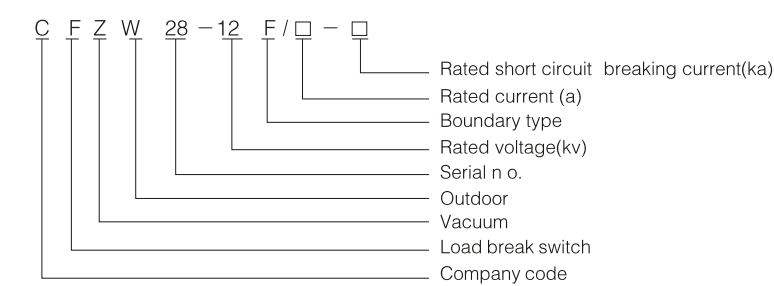 C F Z W 28 - 12 F / □ - □
Rated short circuit breaking current(ka)
Rated current (a)
Boundary type
Rated voltage(kv)
Serial n o.
Outdoor
Vacuum
Load break switch
Company code